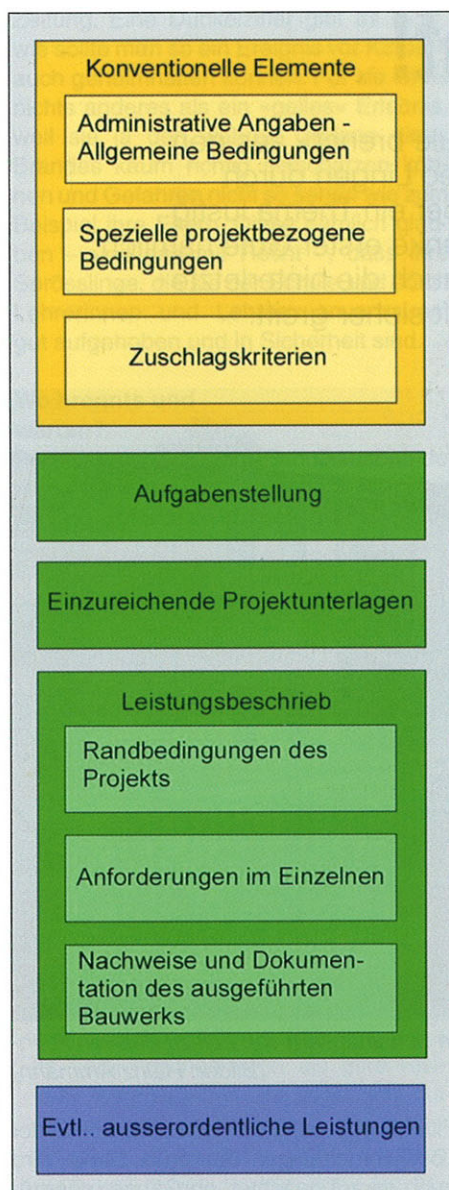 Konventionelle Elemente
Administrative Angaben -
Allgemeine Bedingungen
Spezielle projektbezogene
Bedingungen
Zuschlagskriterien
Aufgabenstellung
Einzureichende Projektunterlagen
Leistungsbeschrieb
Randbedingungen des
Projekts
Anforderungen im Einzelnen
Nachweise und Dokumen-
tation des ausgeführten
Bauwerks
Evtl.. ausserordentliche Leistungen